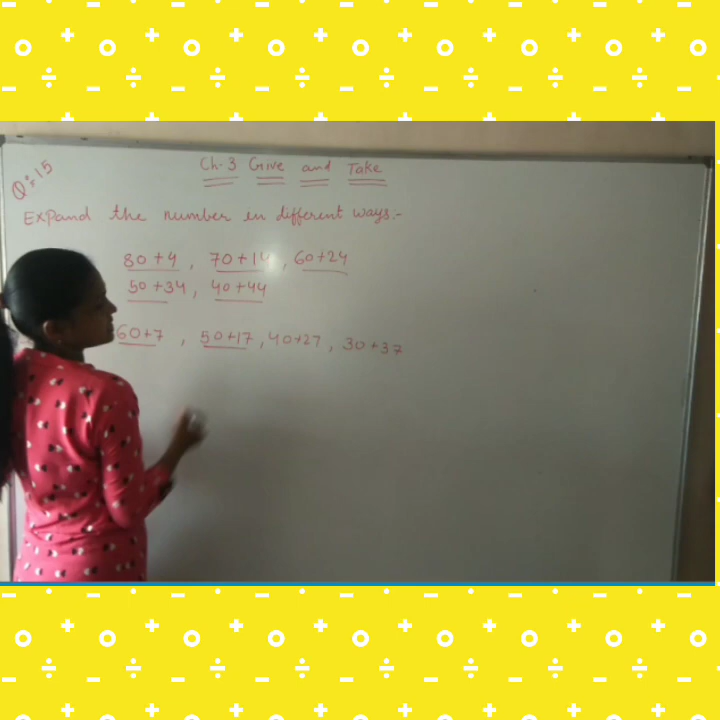 Ch-3 Give and Take
Q:-15
Expand the number in different ways:-
80+4, 70+14, 60+24
50+34, 40+44
60+7, 50+17, 40+27, 30+37